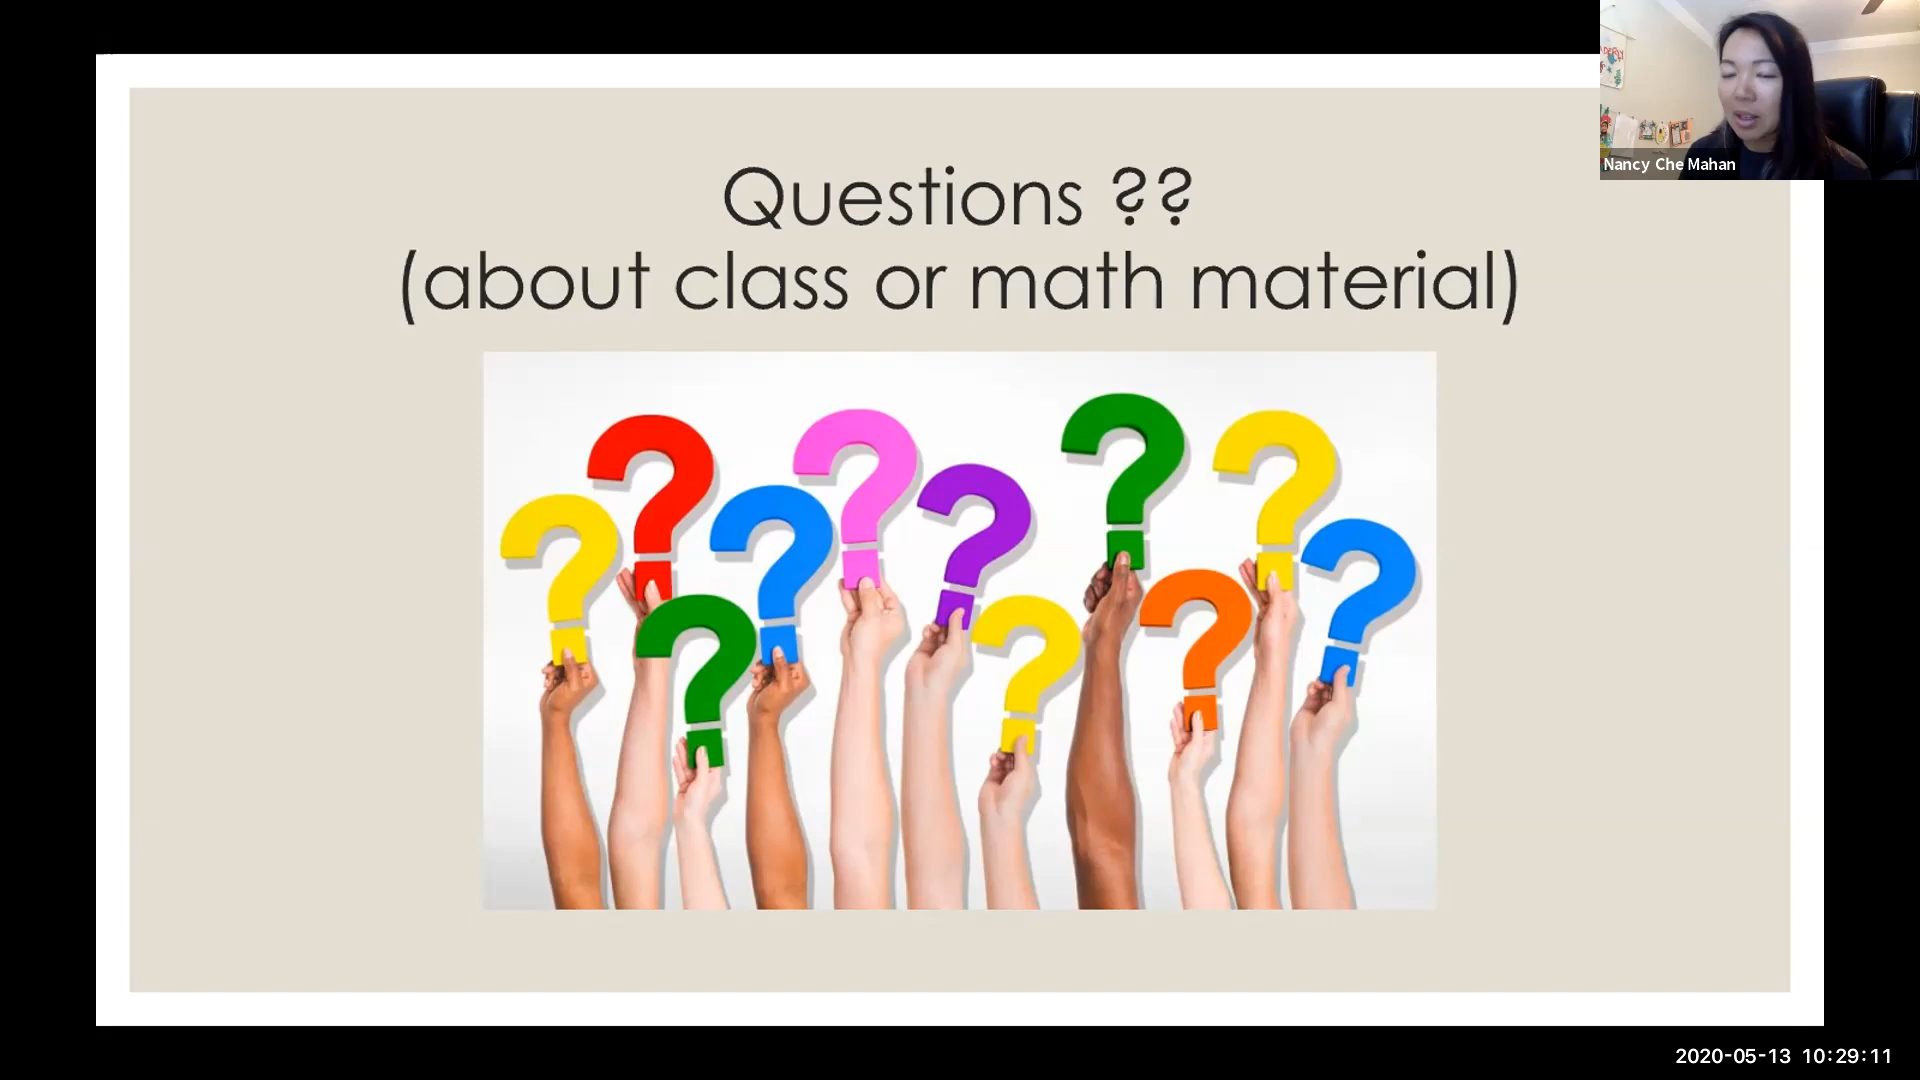 Questions ??
(about class or math material)
Nancy Che Mahan
2020-05-13 10:29:11